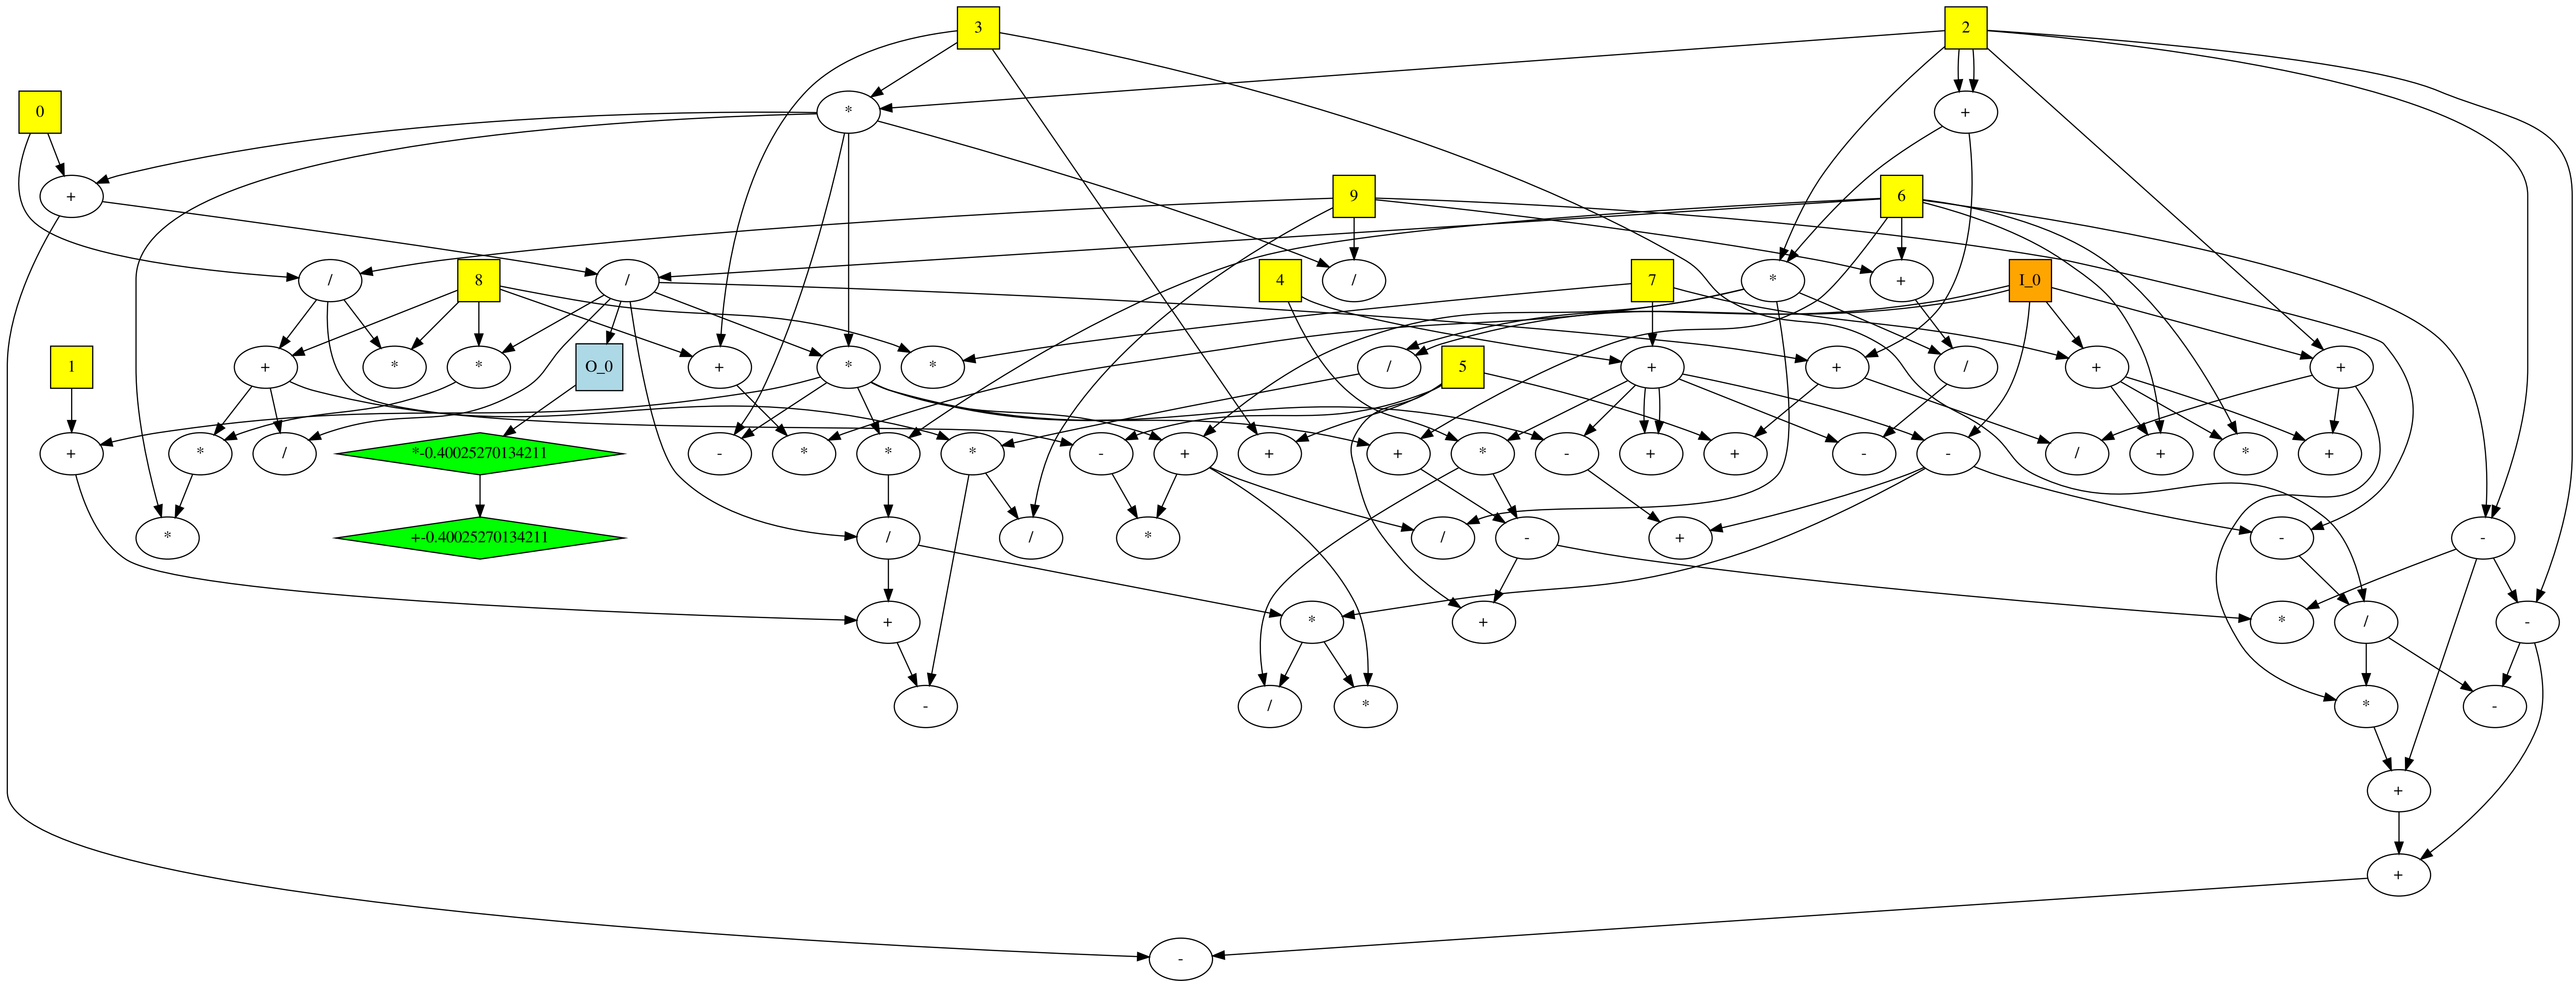 3 2
0 * +
+ 9 6
/ 8 / 4 / 7 * + I_0
1 + * * O_0 + * * / 5 + + / + +
+ * / *-0.40025270134211 - * * * - + + + * - + + - - / + * +
* +-0.40025270134211 / / * / - + - -
+ * + * / -
- / * * -
+
+
-